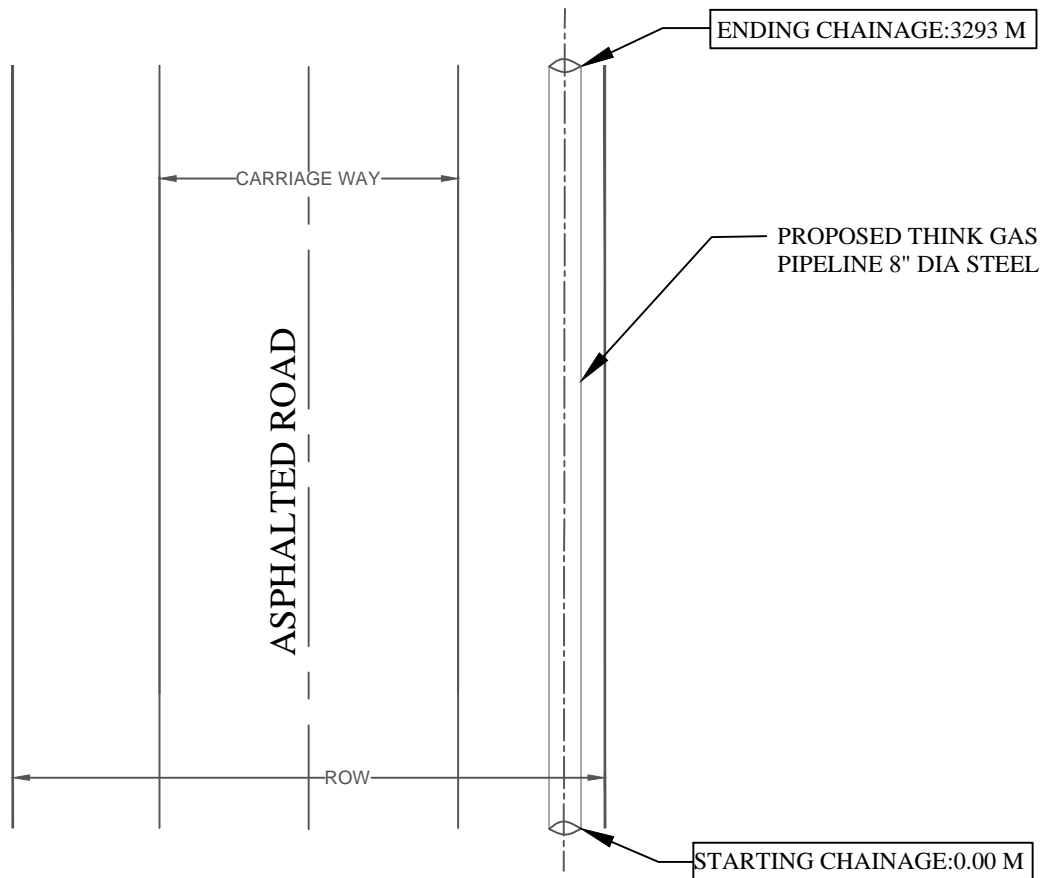 ENDING CHAINAGE:3293 M
CARRIAGE WAY
PROPOSED THINK GAS
PIPELINE 8" DIA STEEL
ASPHALTED ROAD
ROW
STARTING CHAINAGE:0.00 M